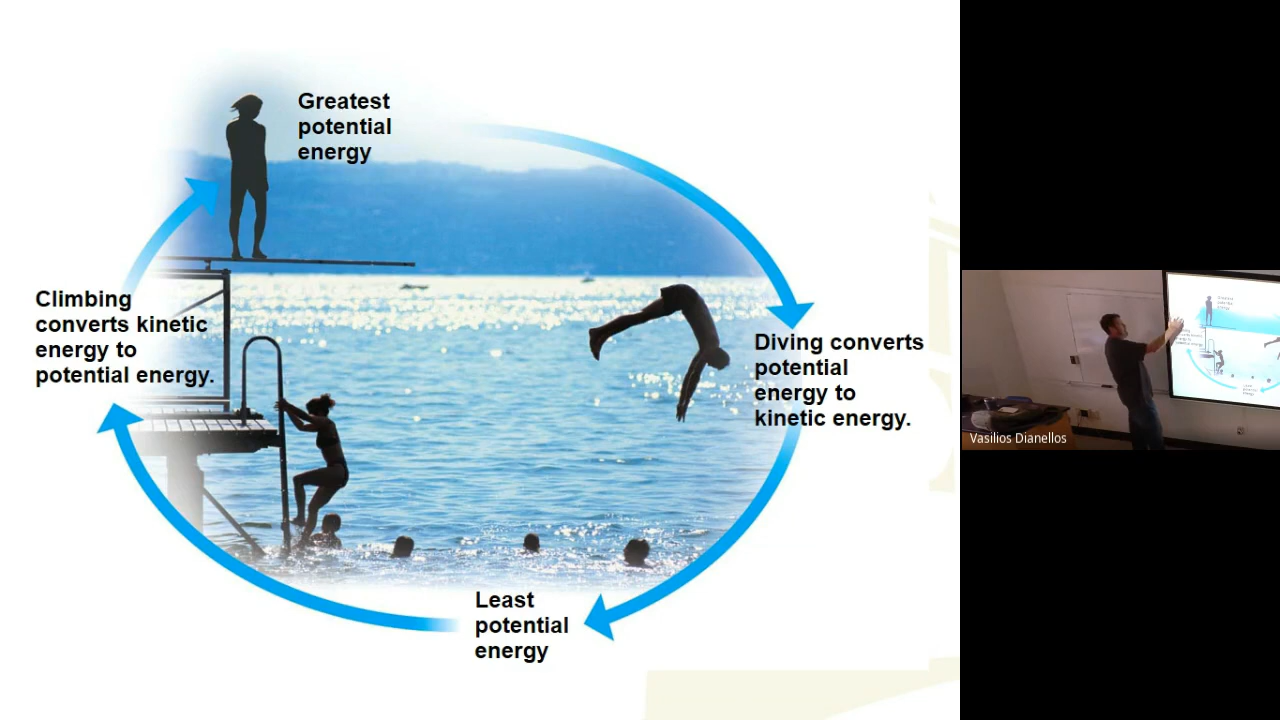 Greatest
potential
energy
Climbing
converts kinetic
energy to
potential energy.
Diving converts
potential
energy to
kinetic energy.
Least
potential
energy
Vasilios Dianellos